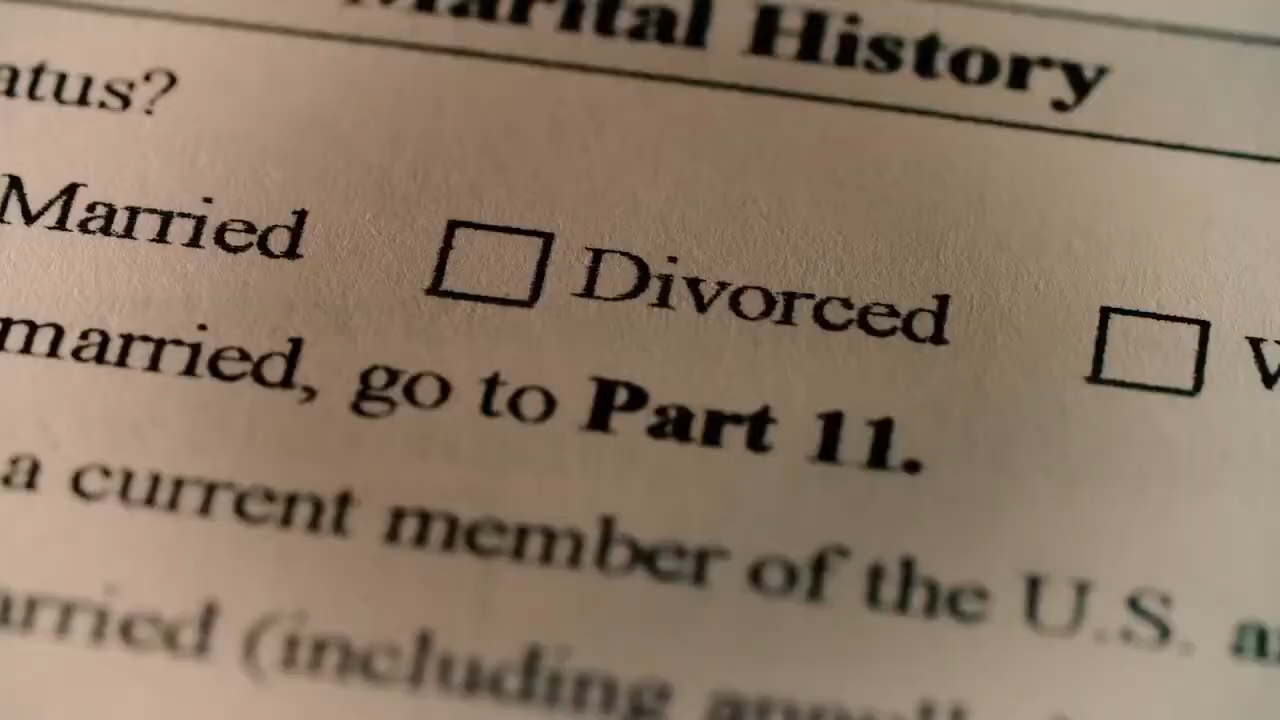 Marital History
atus?
Married Divorced
married, go to Part 11.
a current member of the U.S.
arried (including